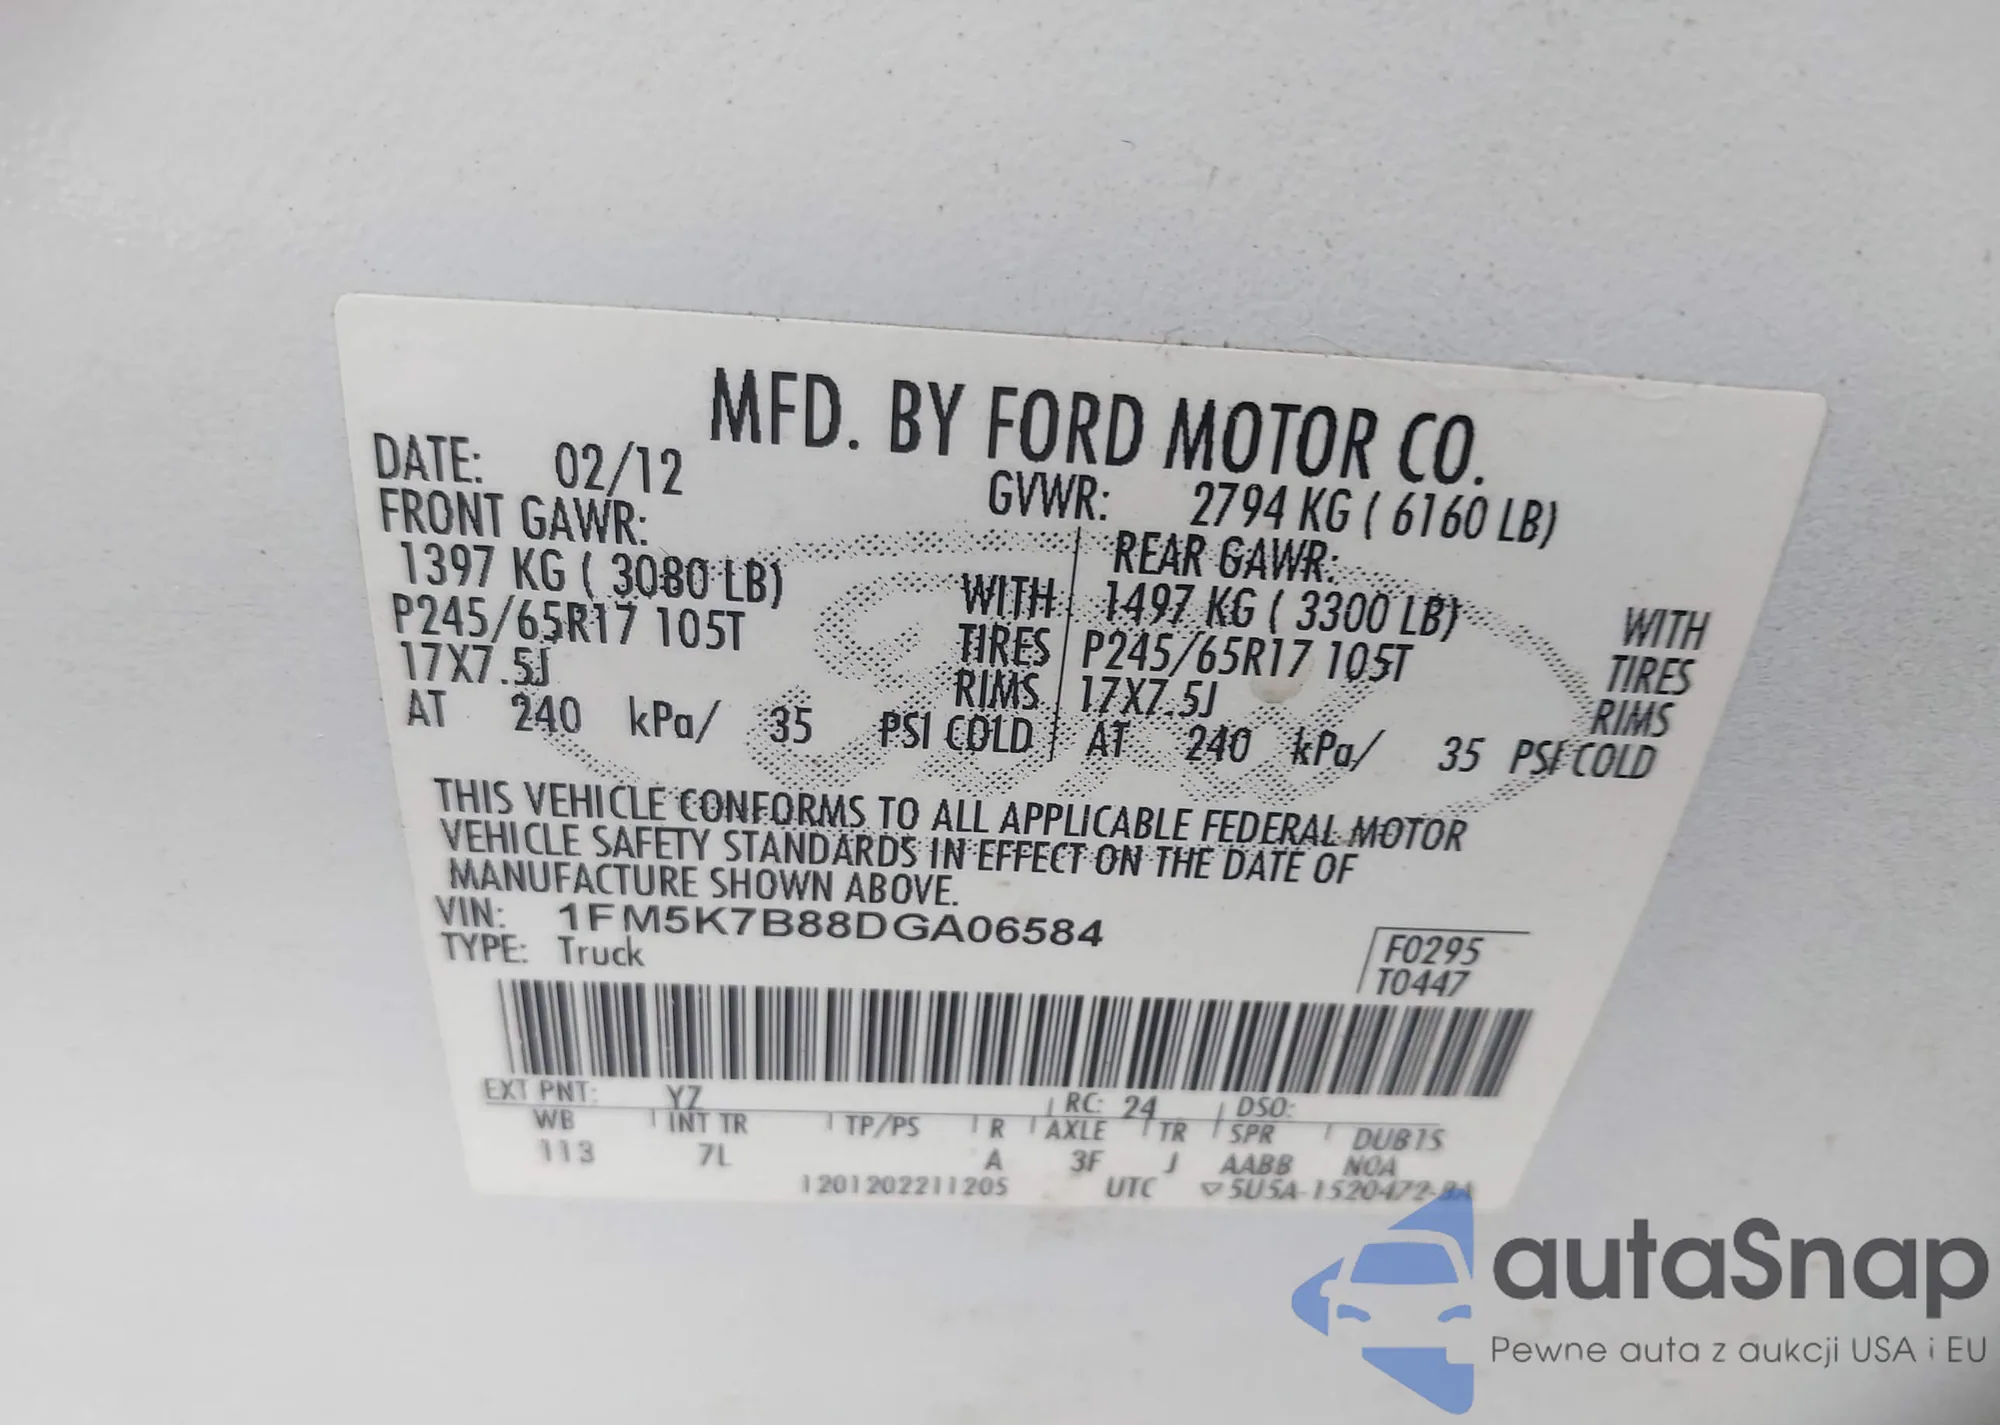 MFD. BY FORD MOTOR CO.
DATE: 02/12 GVWR: 2794 KG ( 6160 LB)
FRONT GAWR: REAR GAWR:
1397 KG ( 3080 LB) WITH 1497 KG ( 3300 LB) WITH
P245/65R17 105T TIRES P245/65R17 105T TIRES
17X7.5J RIMS 17X7.5J RIMS
AT 240 kPa/ 35 PSI COLD AT 240 kPa/ 35 PSI COLD
THIS VEHICLE CONFORMS TO ALL APPLICABLE FEDERAL MOTOR
VEHICLE SAFETY STANDARDS IN EFFECT ON THE DATE OF
MANUFACTURE SHOWN ABOVE.
VIN: 1FM5K7B88DGA06584
TYPE: Truck
F0295
T0447
EXT PNT: YZ RC: 24 DSO:
WB INT TR TP/PS R AXLE TR SPR DUB1S
113 7L A 3F J AABB NOA
1201202211205 UTC ▽5U5A-1520472-BA
autaSnap
Pewne auta z aukcji USA i EU